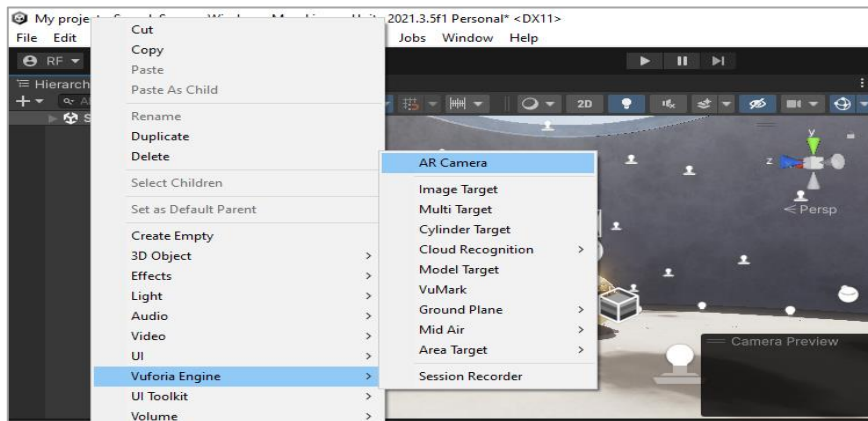 My proje
2021.3.5f1 Personal* <DX11>
File Edit
Jobs Window Help
RF
Hierarch
2D
Cut
Copy
Paste
Paste As Child
Rename
Duplicate
Delete
Select Children
Set as Default Parent
Create Empty
3D Object >
Effects >
Light >
Audio >
Video >
UI >
Vuforia Engine >
UI Toolkit >
Volume >
AR Camera
Image Target
Multi Target
Cylinder Target
Cloud Recognition >
Model Target
VuMark
Ground Plane >
Mid Air >
Area Target >
Session Recorder
y
z
Persp
Camera Preview